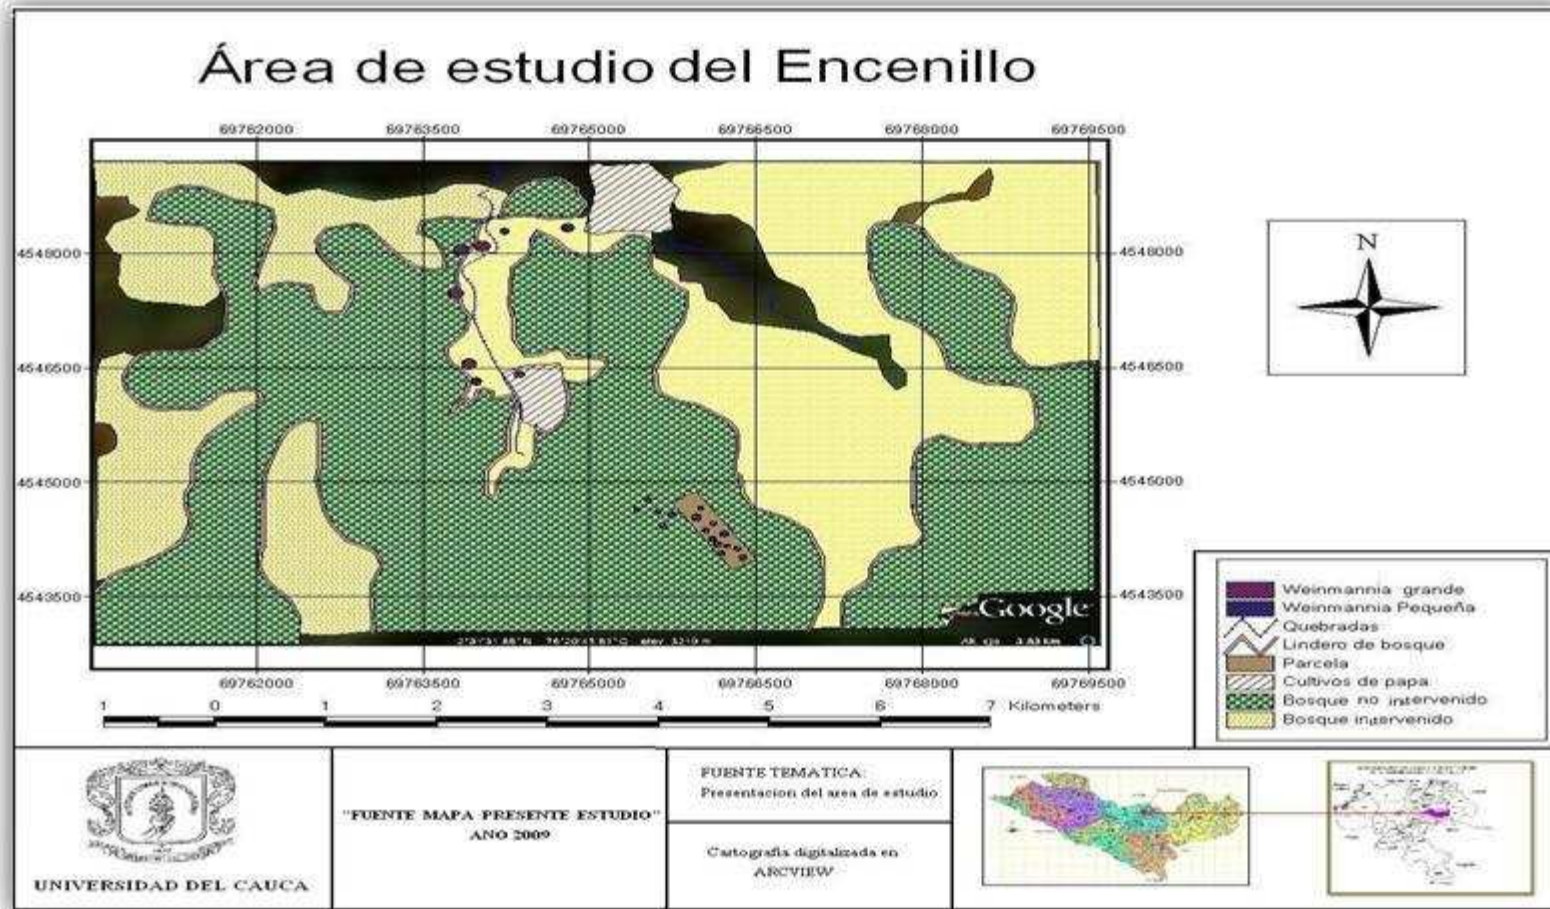 Área de estudio del Encenillo
69762000 69763500 69765000 69766500 69768000 69769500
4548000 4548000
N
4546500 4546500
4545000 4545000
4543500 4543500
Google
69762000 69763500 69765000 69766500 69768000 69769500
1 0 1 2 3 4 5 6 7 Kilometers
Weinmannia grande
Weinmannia Pequeña
Quebradas
Lindero de bosque
Parcela
Cultivos de papa
Bosque no intervenido
Bosque intervenido
UNIVERSIDAD DEL CAUCA
"FUENTE MAPA PRESENTE ESTUDIO"
ANO 2009
FUENTE TEMATICA:
Presentacion del area de estudio
Cartografia digitalizada en
ARCVIEW